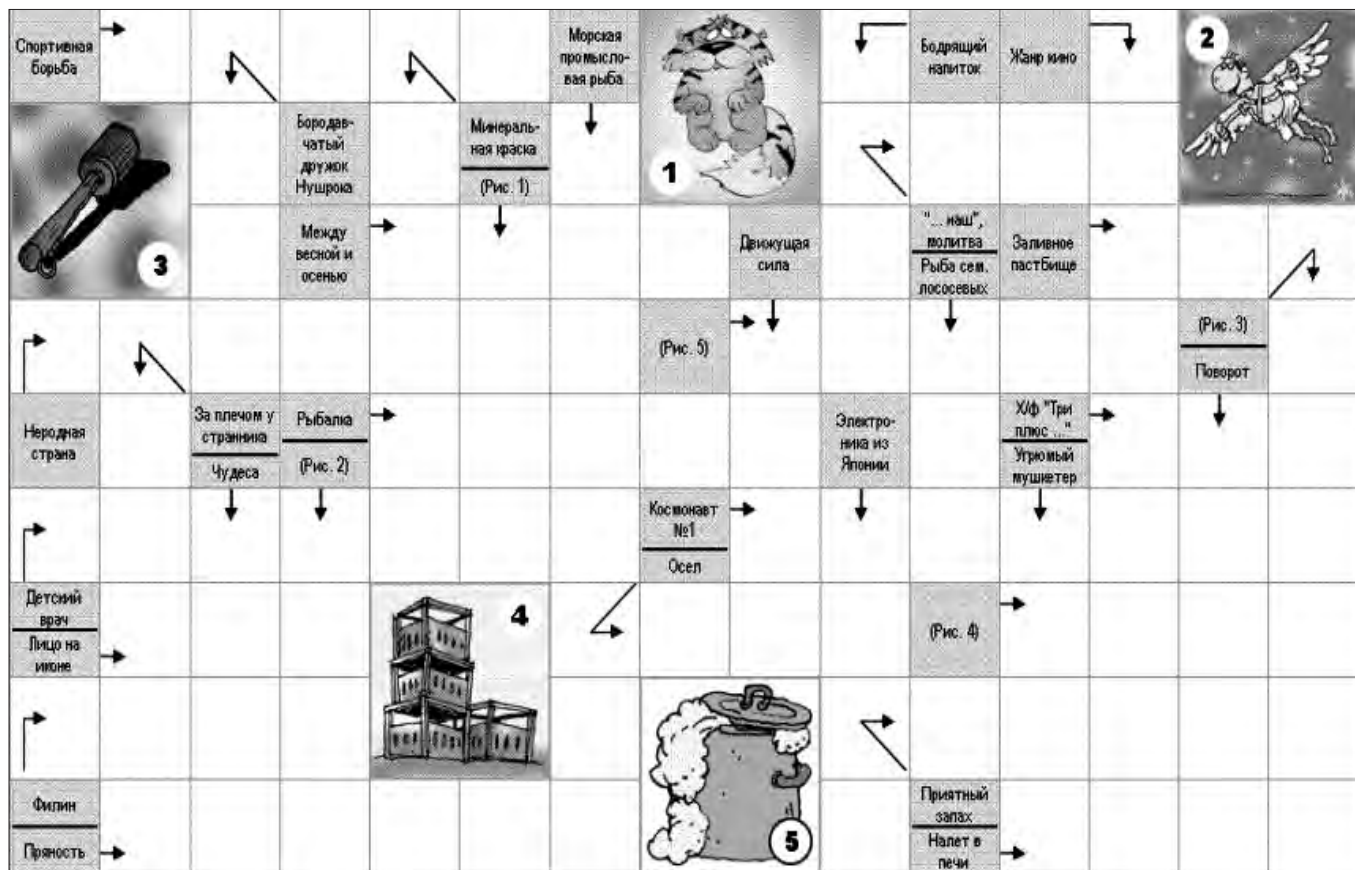 Спортивная
борьба
Морская
промысло-
вая рыба
1
Бодрящий
напиток
Жанр кино
2
3
Бородав-
чатый
дружок
Нушрока
Минераль-
ная краска
(Рис. 1)
Между
весной и
осенью
Движущая
сила
"... наш",
молитва
Рыба сем.
лососевых
Заливное
пастбище
(Рис. 5)
(Рис. 3)
Поворот
Неродная
страна
За плечом у
странника
Чудеса
Рыбалка
(Рис. 2)
Электро-
ника из
Японии
Х/ф "Три
плюс ..."
Угрюмый
мушкетер
Космонавт
№1
Осел
Детский
врач
Лицо на
иконе
4
(Рис. 4)
5
Филин
Пряность
Приятный
запах
Налет в
печи